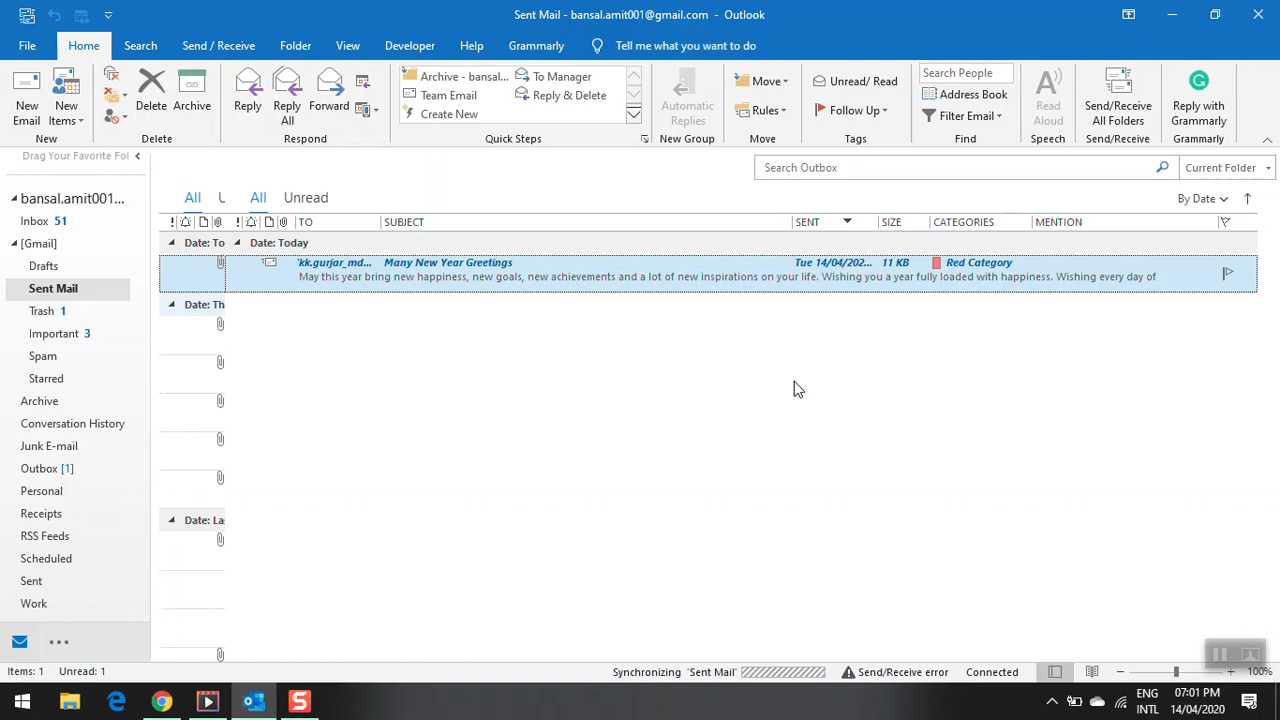 Sent Mail - bansal.amit001@gmail.com - Outlook
File Home Search Send / Receive Folder View Developer Help Grammarly Tell me what you want to do
New Email
New Items
Delete
Archive
Reply
Reply All
Forward
Archive - bansal... To Manager
Team Email Reply & Delete
Create New
Automatic Replies
Move
Rules
Unread/ Read
Follow Up
Search People
Address Book
Filter Email
Read Aloud
Send/Receive All Folders
Reply with Grammarly
New Delete Respond Quick Steps New Group Move Tags Find Speech Send/Receive Grammarly
Drag Your Favorite Fol
Search Outbox Current Folder
bansal.amit001...
Inbox 51
[Gmail]
Drafts
Sent Mail
Trash 1
Important 3
Spam
Starred
Archive
Conversation History
Junk E-mail
Outbox [1]
Personal
Receipts
RSS Feeds
Scheduled
Sent
Work
All U All Unread By Date
! ! TO SUBJECT SENT SIZE CATEGORIES MENTION
Date: To Date: Today
'kk.gurjar_md... Many New Year Greetings Tue 14/04/202... 11 KB Red Category
May this year bring new happiness, new goals, new achievements and a lot of new inspirations on your life. Wishing you a year fully loaded with happiness. Wishing every day of
Date: Th
Date: La
Items: 1 Unread: 1 Synchronizing 'Sent Mail' Send/Receive error Connected 100%
ENG INTL
07:01 PM
14/04/2020